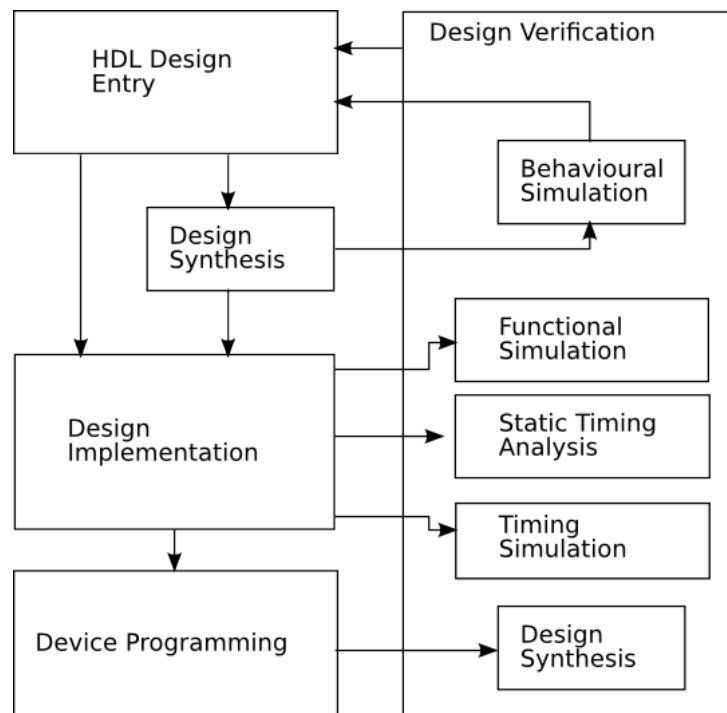 HDL Design
Entry
Design Verification
Behavioural
Simulation
Design
Synthesis
Functional
Simulation
Design
Implementation
Static Timing
Analysis
Timing
Simulation
Device Programming
Design
Synthesis